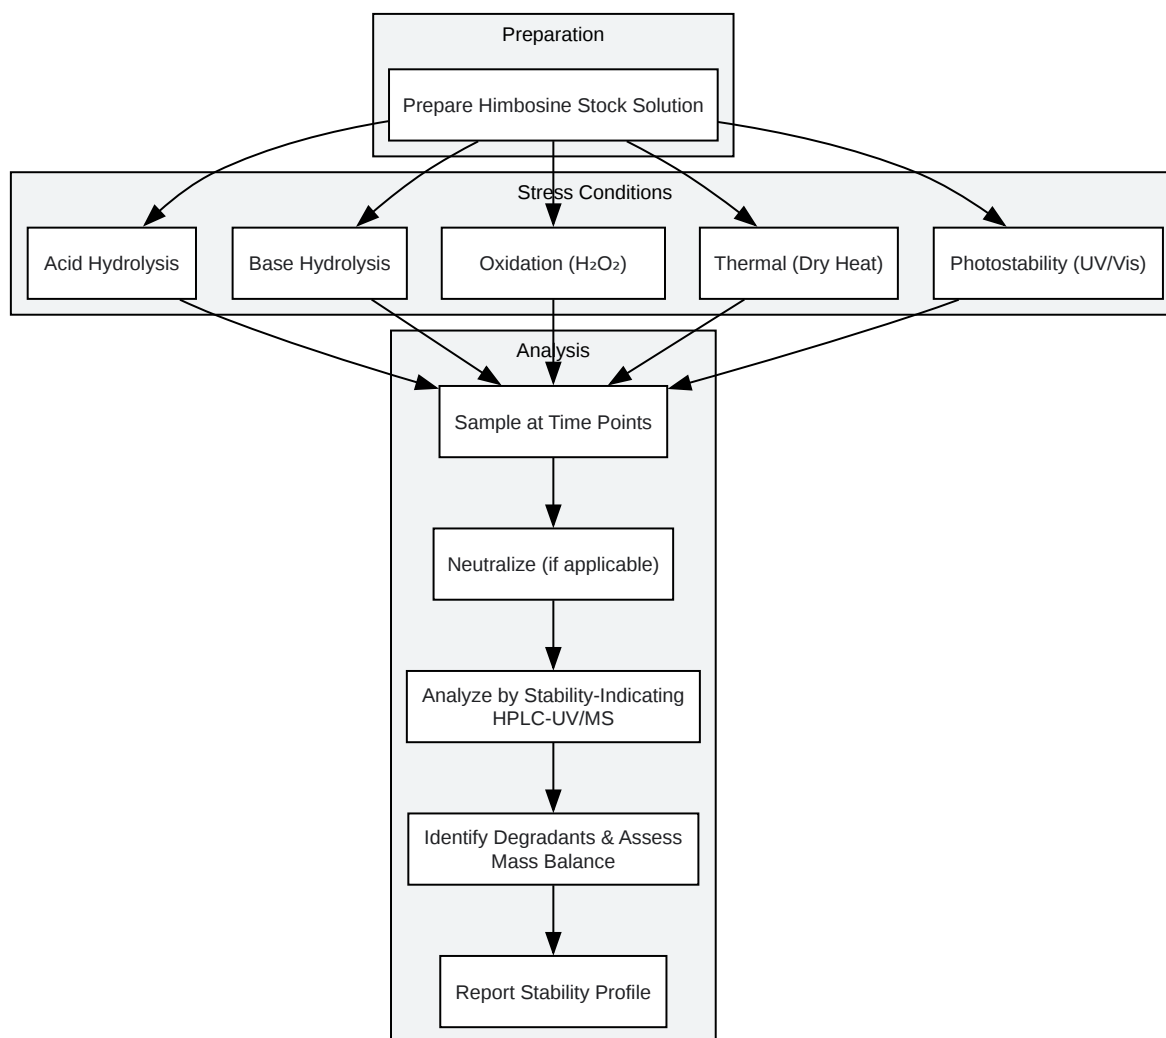 Preparation
Prepare Himbosine Stock Solution
Stress Conditions
Acid Hydrolysis
Base Hydrolysis
Oxidation (H₂O₂)
Thermal (Dry Heat)
Photostability (UV/Vis)
Analysis
Sample at Time Points
Neutralize (if applicable)
Analyze by Stability-Indicating
HPLC-UV/MS
Identify Degradants & Assess
Mass Balance
Report Stability Profile